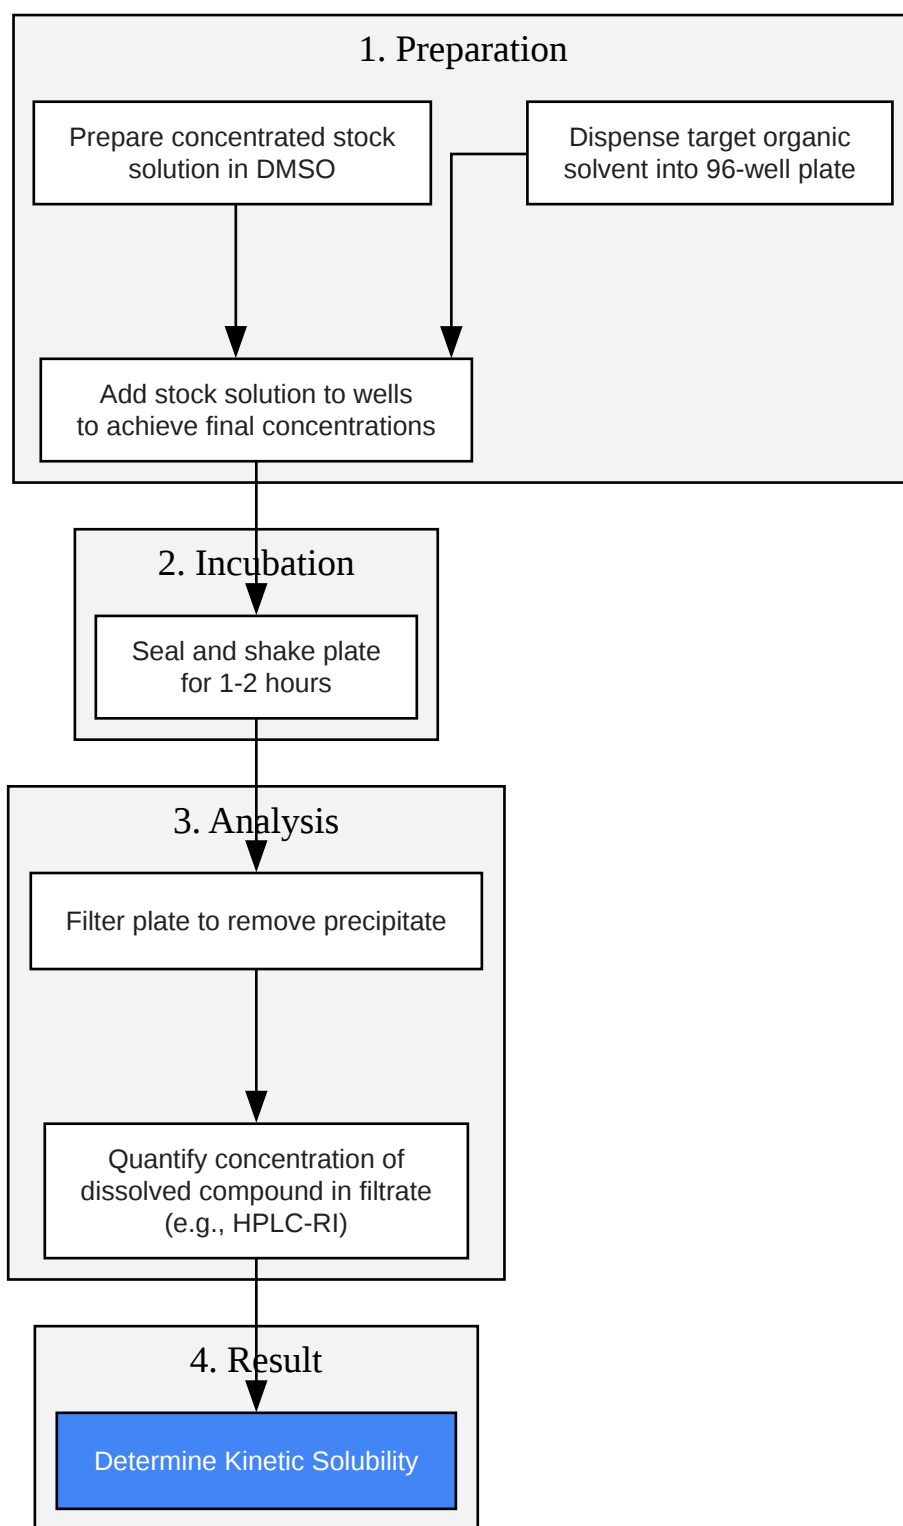 1. Preparation
Prepare concentrated stock
solution in DMSO
Dispense target organic
solvent into 96-well plate
Add stock solution to wells
to achieve final concentrations
2. Incubation
Seal and shake plate
for 1-2 hours
3. Analysis
Filter plate to remove precipitate
Quantify concentration of
dissolved compound in filtrate
(e.g., HPLC-RI)
4. Result
Determine Kinetic Solubility